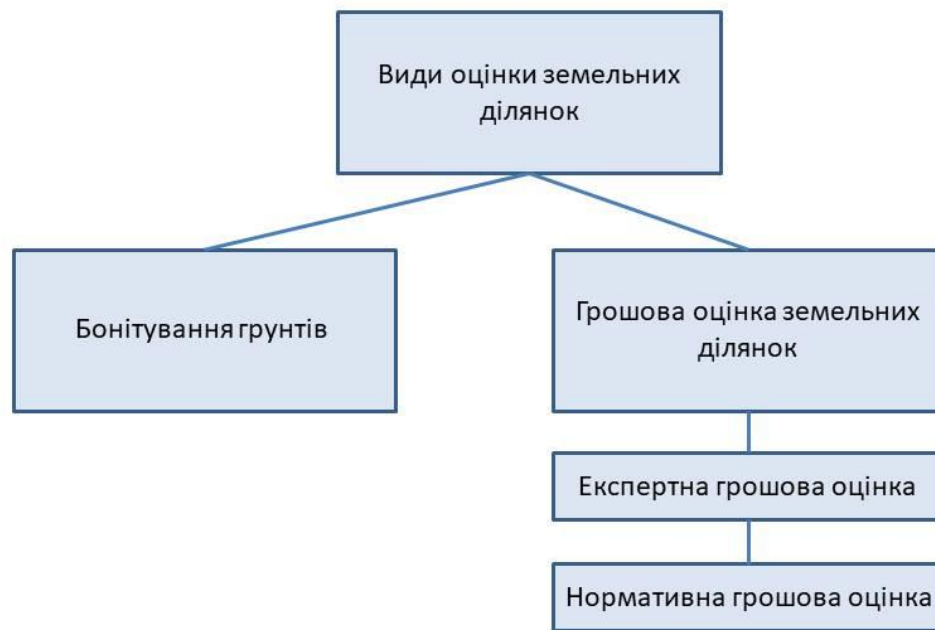 Види оцінки земельних
ділянок
Бонітування грунтів
Грошова оцінка земельних
ділянок
Експертна грошова оцінка
Нормативна грошова оцінка